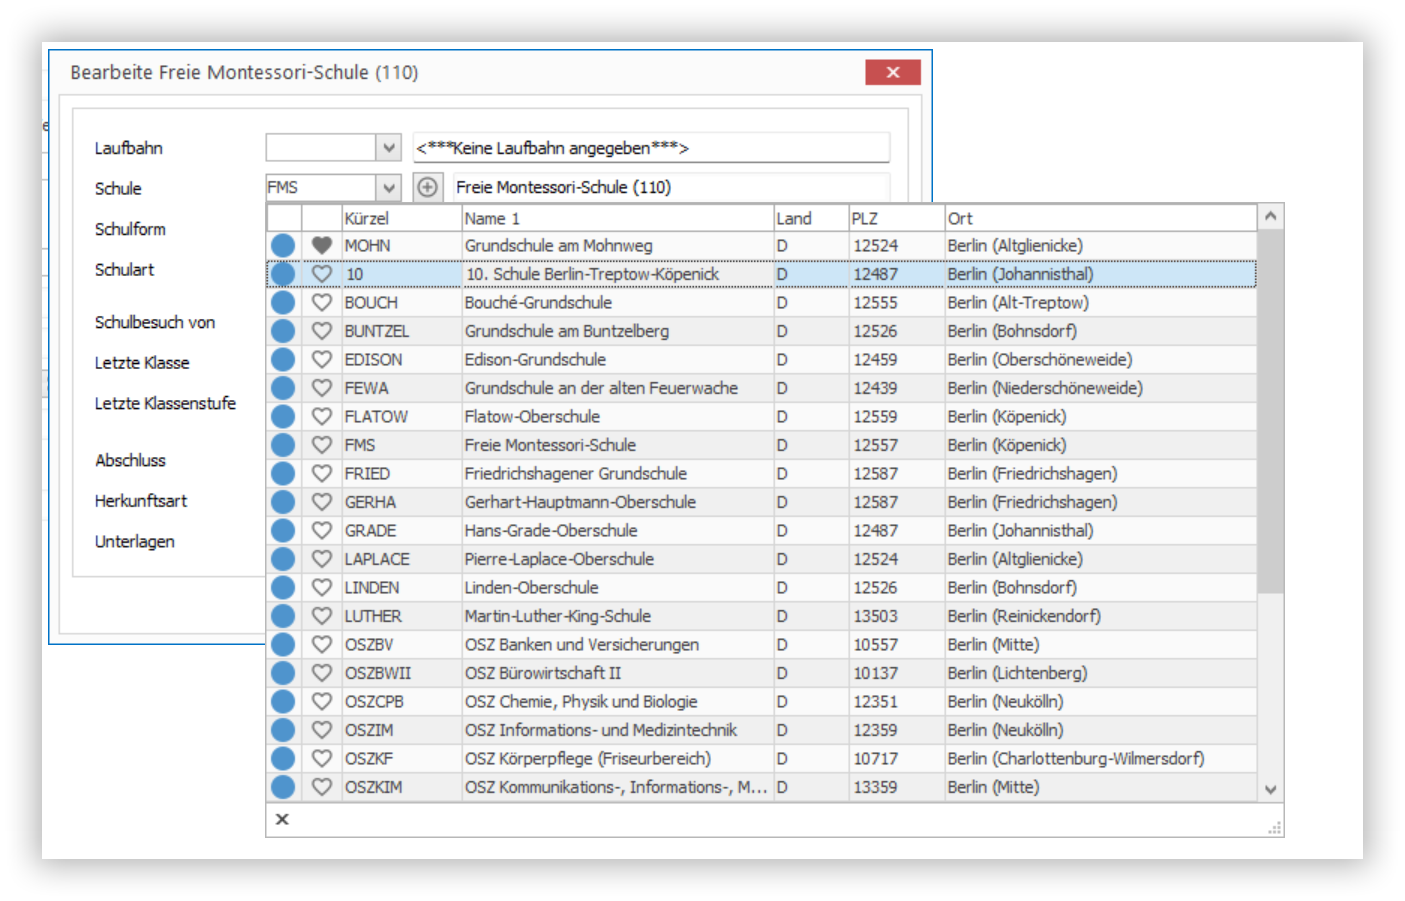 Bearbeite Freie Montessori-Schule (110)
Laufbahn <***Keine Laufbahn angegeben***>
Schule FMS Freie Montessori-Schule (110)
Schulform
Schulart
Schulbesuch von
Letzte Klasse
Letzte Klassenstufe
Abschluss
Herkunftsart
Unterlagen
Kürzel Name 1 Land PLZ Ort
MOHN Grundschule am Mohnweg D 12524 Berlin (Altglienicke)
10 10. Schule Berlin-Treptow-Köpenick D 12487 Berlin (Johannisthal)
BOUCH Bouché-Grundschule D 12555 Berlin (Alt-Treptow)
BUNTZEL Grundschule am Buntzelberg D 12526 Berlin (Bohnsdorf)
EDISON Edison-Grundschule D 12459 Berlin (Oberschöneweide)
FEWA Grundschule an der alten Feuerwache D 12439 Berlin (Niederschöneweide)
FLATOW Flatow-Oberschule D 12559 Berlin (Köpenick)
FMS Freie Montessori-Schule D 12557 Berlin (Köpenick)
FRIED Friedrichshagener Grundschule D 12587 Berlin (Friedrichshagen)
GERHA Gerhart-Hauptmann-Oberschule D 12587 Berlin (Friedrichshagen)
GRADE Hans-Grade-Oberschule D 12487 Berlin (Johannisthal)
LAPLACE Pierre-Laplace-Oberschule D 12524 Berlin (Altglienicke)
LINDEN Linden-Oberschule D 12526 Berlin (Bohnsdorf)
LUTHER Martin-Luther-King-Schule D 13503 Berlin (Reinickendorf)
OSZBV OSZ Banken und Versicherungen D 10557 Berlin (Mitte)
OSZBWII OSZ Bürowirtschaft II D 10137 Berlin (Lichtenberg)
OSZCPB OSZ Chemie, Physik und Biologie D 12351 Berlin (Neukölln)
OSZIM OSZ Informations- und Medizintechnik D 12359 Berlin (Neukölln)
OSZKF OSZ Körperpflege (Friseurbereich) D 10717 Berlin (Charlottenburg-Wilmersdorf)
OSZKIM OSZ Kommunikations-, Informations-, M... D 13359 Berlin (Mitte)